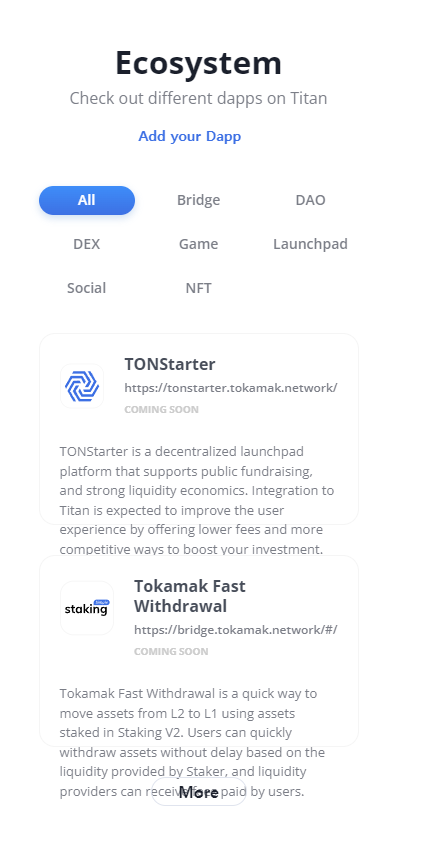 Ecosystem
Check out different dapps on Titan
Add your Dapp
All
Bridge
DAO
DEX
Game
Launchpad
Social
NFT
TONStarter
https://tonstarter.tokamak.network/
COMING SOON
TONStarter is a decentralized launchpad
platform that supports public fundraising,
and strong liquidity economics. Integration to
Titan is expected to improve the user
experience by offering lower fees and more
competitive ways to boost your investment.
staking
Tokamak Fast
Withdrawal
https://bridge.tokamak.network/#/
COMING SOON
Tokamak Fast Withdrawal is a quick way to
move assets from L2 to L1 using assets
staked in Staking V2. Users can quickly
withdraw assets without delay based on the
liquidity provided by Staker, and liquidity
providers can receive fees paid by users.
More